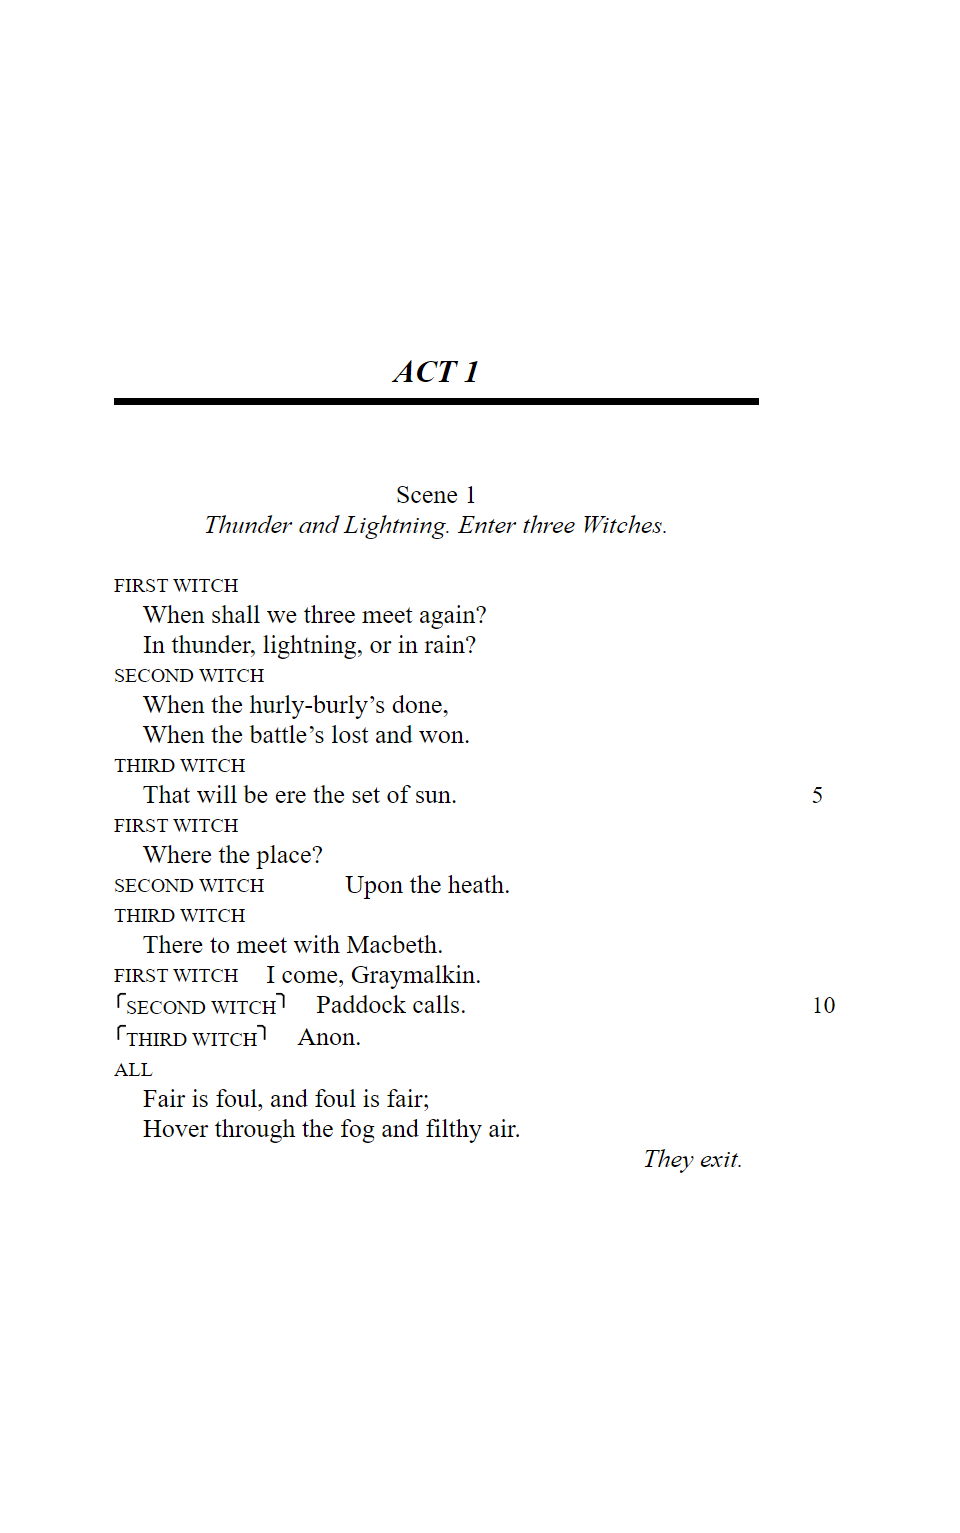 ACT 1
Scene 1
Thunder and Lightning. Enter three Witches.
FIRST WITCH
When shall we three meet again?
In thunder, lightning, or in rain?
SECOND WITCH
When the hurly-burly’s done,
When the battle’s lost and won.
THIRD WITCH
That will be ere the set of sun. 5
FIRST WITCH
Where the place?
SECOND WITCH Upon the heath.
THIRD WITCH
There to meet with Macbeth.
FIRST WITCH I come, Graymalkin.
⌜SECOND WITCH⌝ Paddock calls. 10
⌜THIRD WITCH⌝ Anon.
ALL
Fair is foul, and foul is fair;
Hover through the fog and filthy air.
They exit.